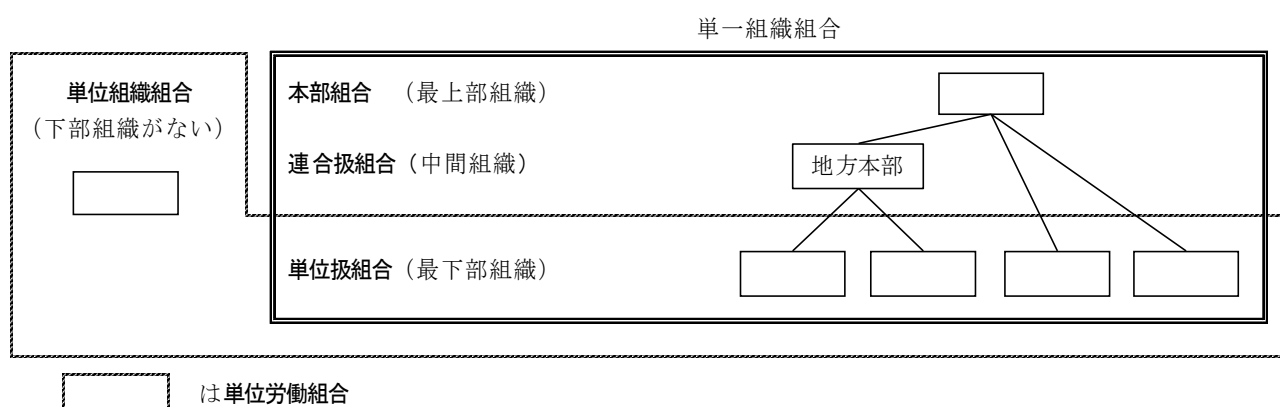 単一組織組合
単位組織組合
（下部組織がない）
本部組合　（最上部組織）
連合扱組合（中間組織）
地方本部
単位扱組合（最下部組織）
は単位労働組合